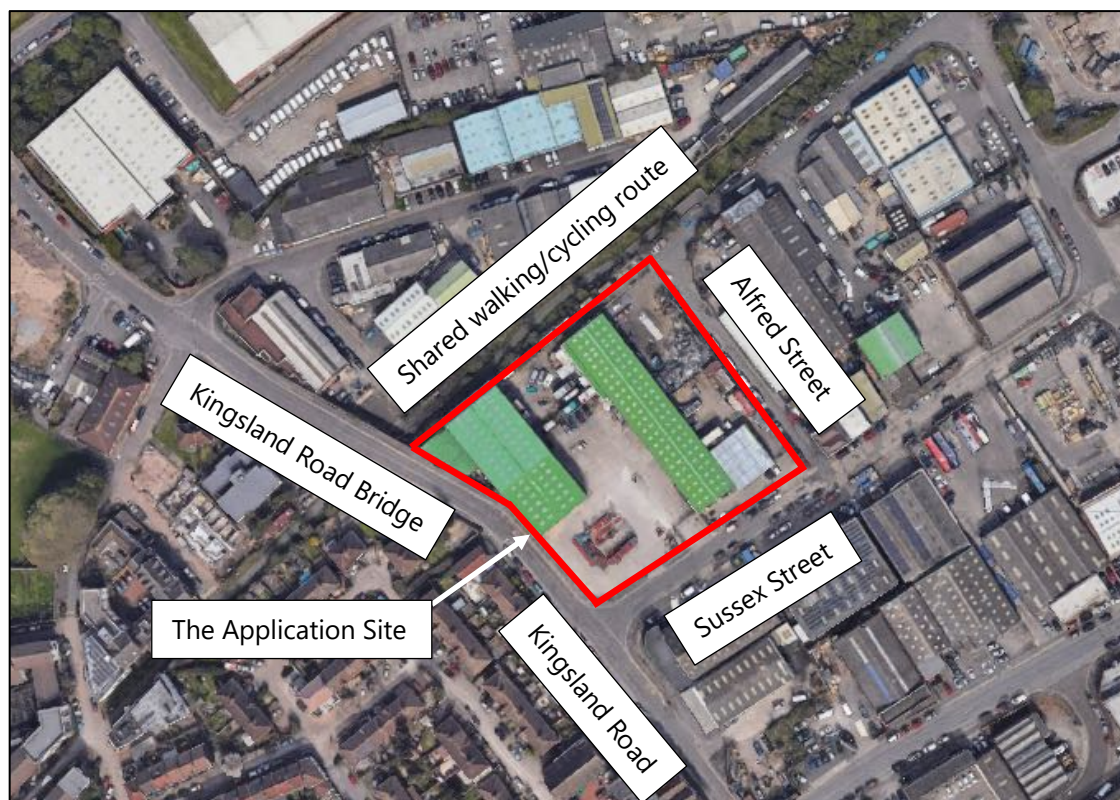 Shared walking/cycling route
Alfred Street
Kingsland Road Bridge
Sussex Street
The Application Site
Kingsland Road